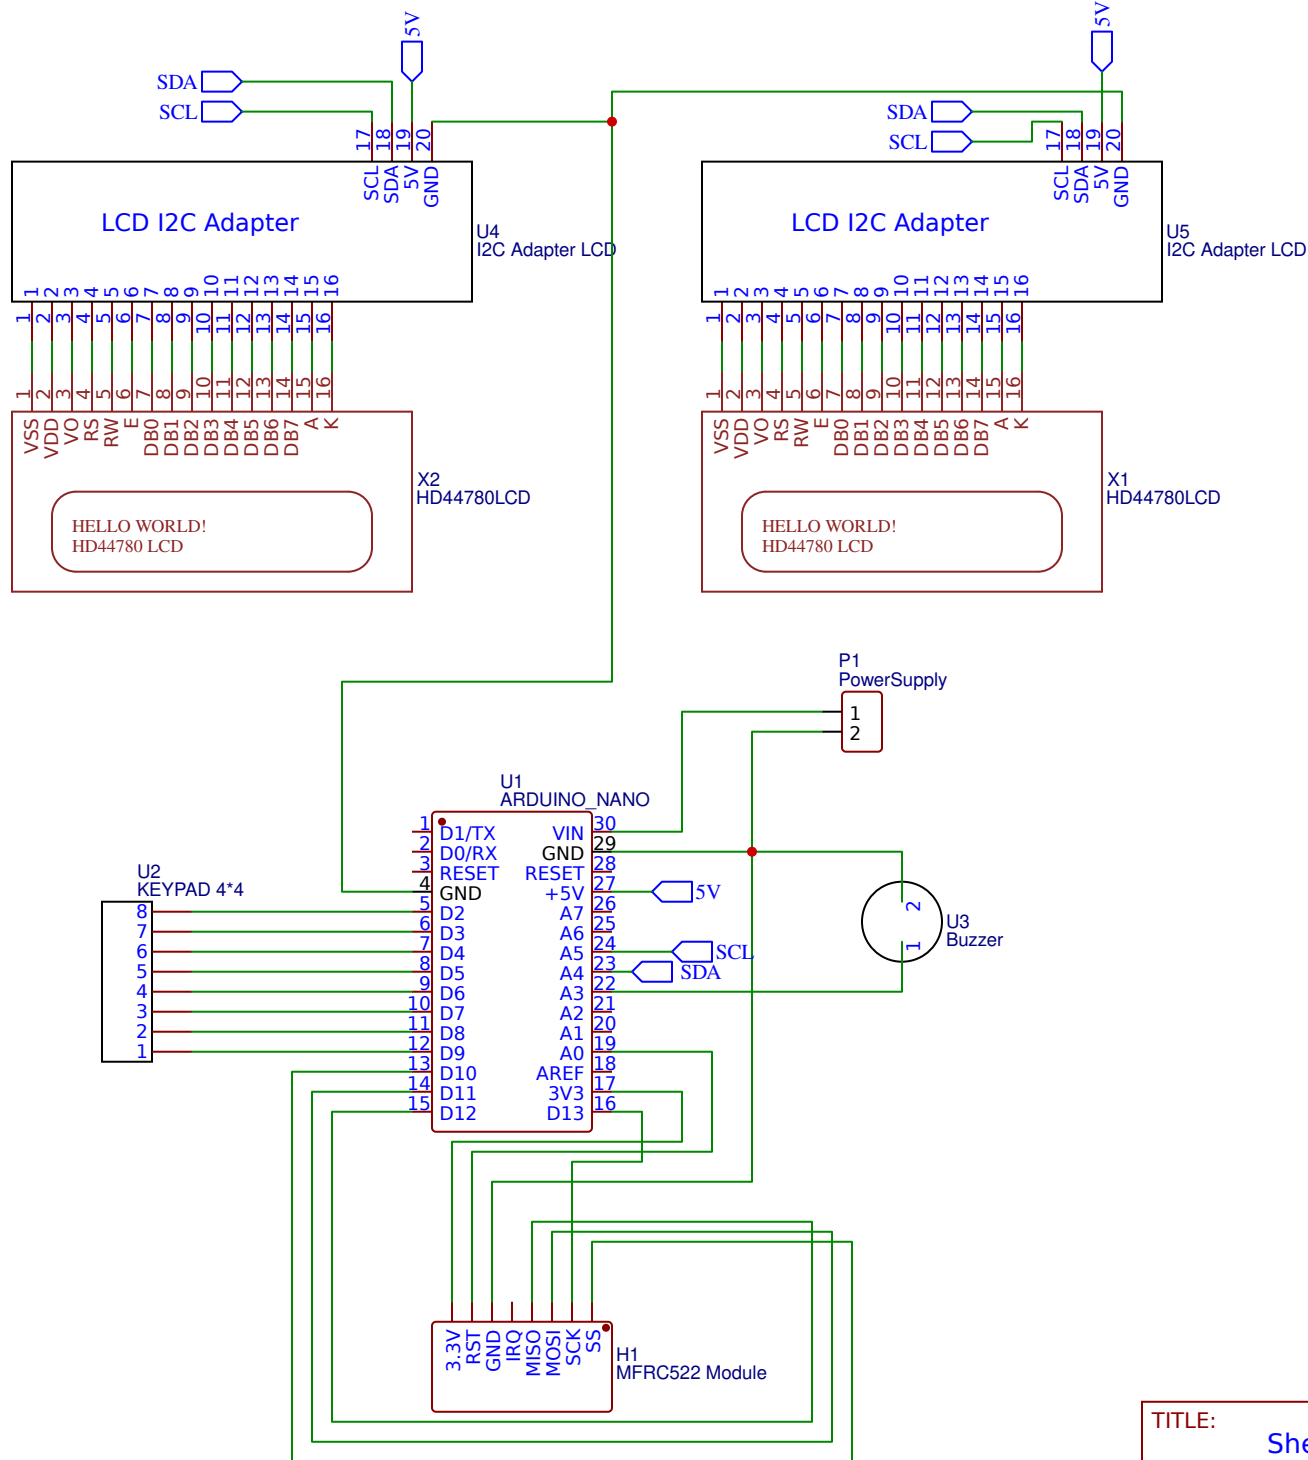 5V
SDA
SCL
17
18
19
20
SCL
SDA
5V
GND
LCD I2C Adapter
U4
I2C Adapter LCD
1
2
3
4
5
6
7
8
9
10
11
12
13
14
15
16
1
2
3
4
5
6
7
8
9
10
11
12
13
14
15
16
1
2
3
4
5
6
7
8
9
10
11
12
13
14
15
16
VSS
VDD
VO
RS
RW
E
DB0
DB1
DB2
DB3
DB4
DB5
DB6
DB7
A
K
X2
HD44780LCD
HELLO WORLD!
HD44780 LCD
5V
SDA
SCL
17
18
19
20
SCL
SDA
5V
GND
LCD I2C Adapter
U5
I2C Adapter LCD
1
2
3
4
5
6
7
8
9
10
11
12
13
14
15
16
1
2
3
4
5
6
7
8
9
10
11
12
13
14
15
16
1
2
3
4
5
6
7
8
9
10
11
12
13
14
15
16
VSS
VDD
VO
RS
RW
E
DB0
DB1
DB2
DB3
DB4
DB5
DB6
DB7
A
K
X1
HD44780LCD
HELLO WORLD!
HD44780 LCD
P1
PowerSupply
1
2
U1
ARDUINO_NANO
1
D1/TX
2
D0/RX
3
RESET
4
GND
5
D2
6
D3
7
D4
8
D5
9
D6
10
D7
11
D8
12
D9
13
D10
14
D11
15
D12
30
VIN
29
GND
28
RESET
27
+5V
26
A7
25
A6
24
A5
23
A4
22
A3
21
A2
20
A1
19
A0
18
AREF
17
3V3
16
D13
5V
SCL
SDA
U2
KEYPAD 4*4
8
7
6
5
4
3
2
1
2
1
U3
Buzzer
3.3V
RST
GND
IRQ
MISO
MOSI
SCK
SS
H1
MFRC522 Module
TITLE:
She